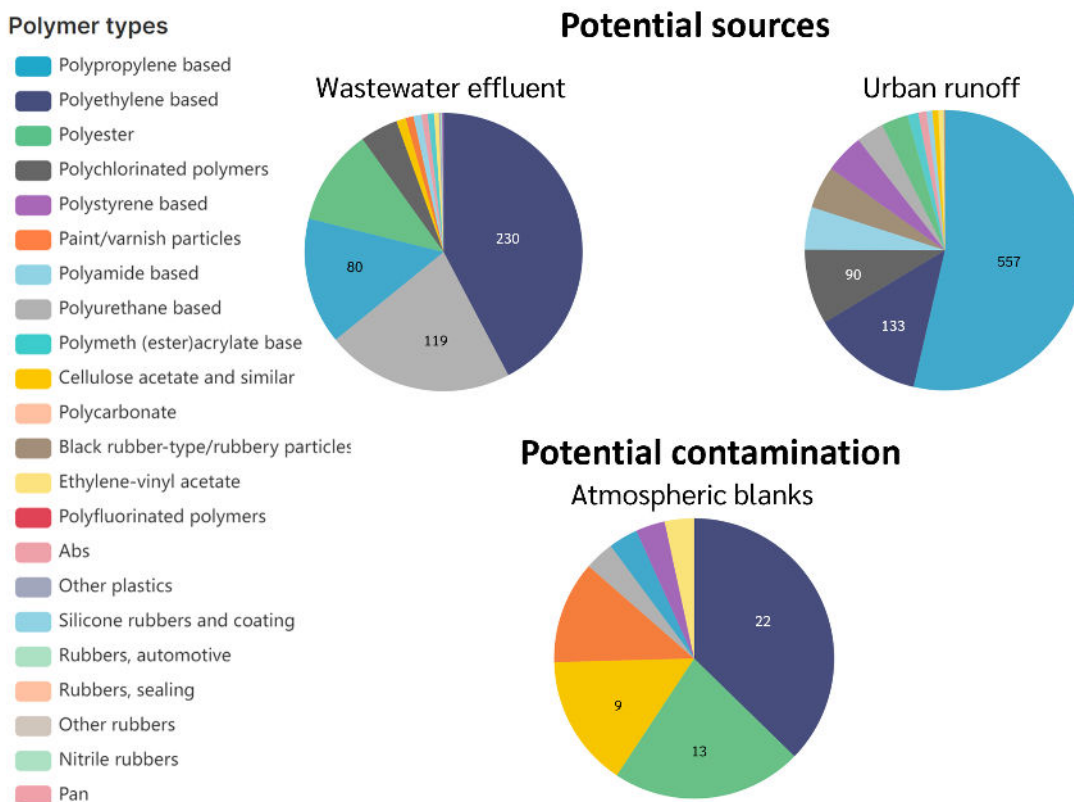 Polymer types
Polypropylene based
Polyethylene based
Polyester
Polychlorinated polymers
Polystyrene based
Paint/varnish particles
Polyamide based
Polyurethane based
Polymeth (ester)acrylate base
Cellulose acetate and similar
Polycarbonate
Black rubber-type/rubbery particles
Ethylene-vinyl acetate
Polyfluorinated polymers
Abs
Other plastics
Silicone rubbers and coating
Rubbers, automotive
Rubbers, sealing
Other rubbers
Nitrile rubbers
Pan
Potential sources
Wastewater effluent
230
80
119
Urban runoff
557
90
133
Potential contamination
Atmospheric blanks
22
9
13